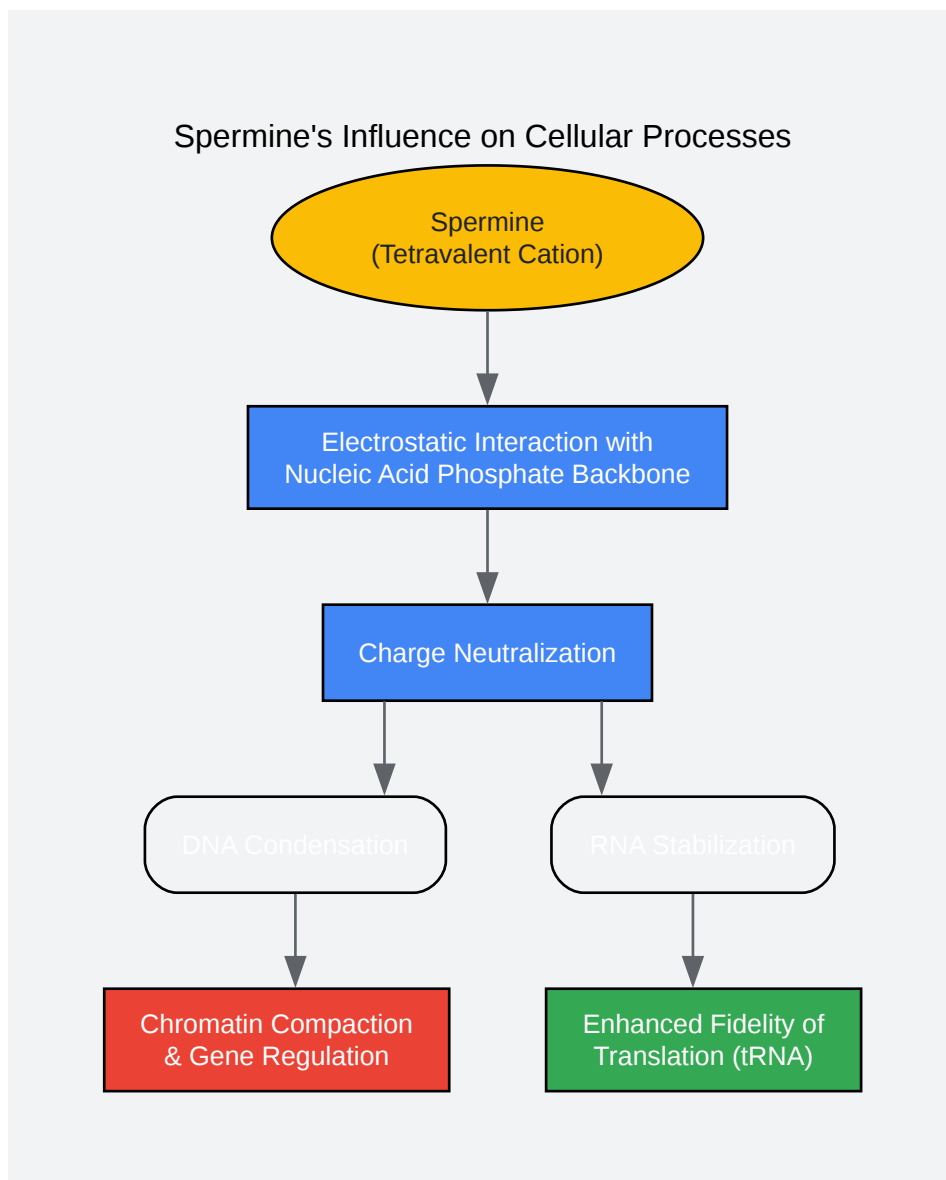 Spermine's Influence on Cellular Processes
Spermine
(Tetravalent Cation)
Electrostatic Interaction with
Nucleic Acid Phosphate Backbone
Charge Neutralization
DNA Condensation
RNA Stabilization
Chromatin Compaction
& Gene Regulation
Enhanced Fidelity of
Translation (tRNA)